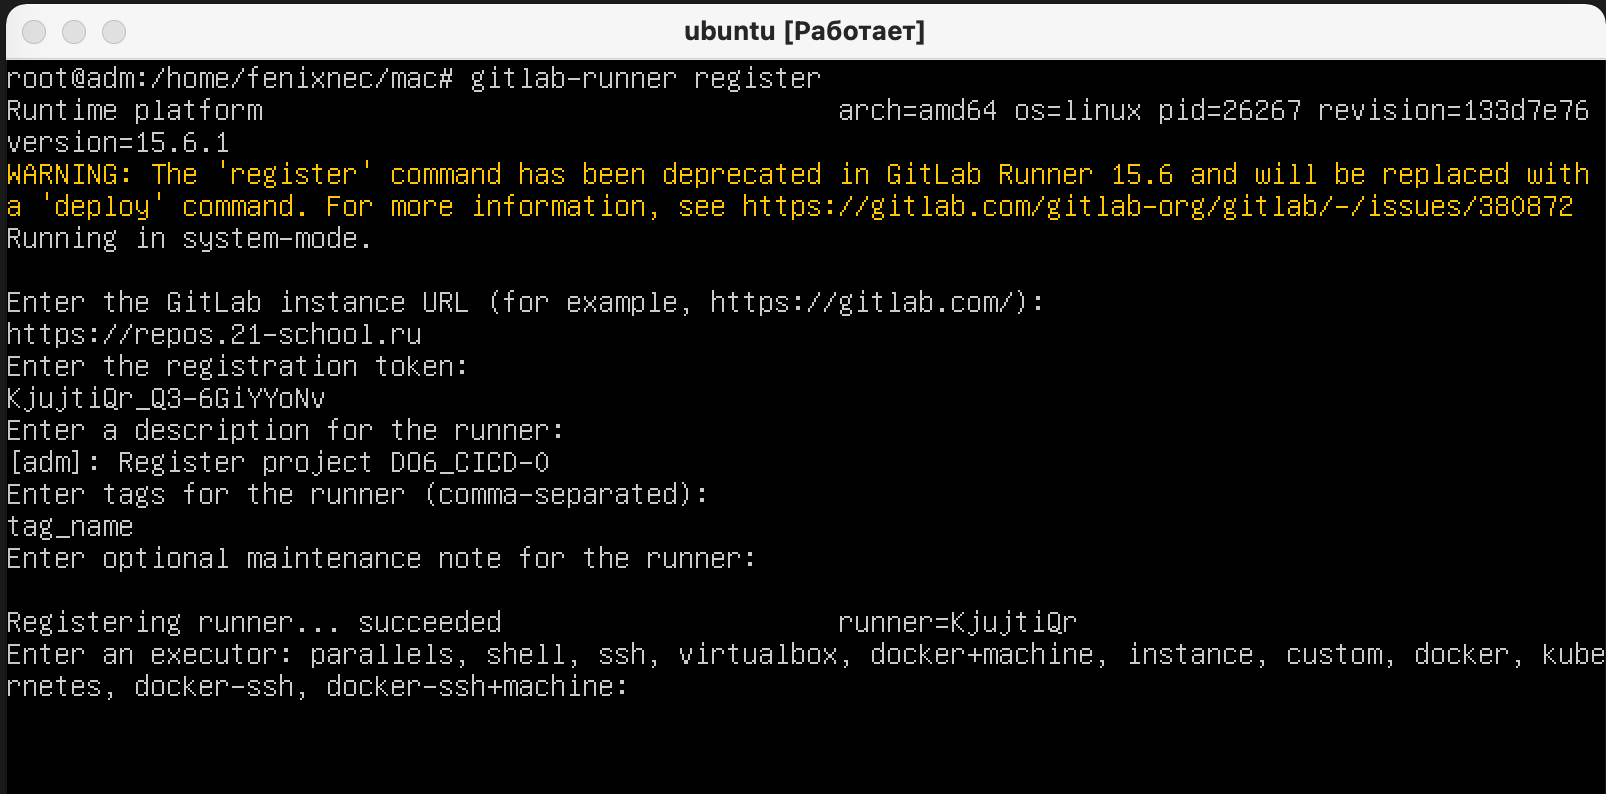 ubuntu [Работает]
root@adm:/home/fenixnec/mac# gitlab-runner register
Runtime platform                                    arch=amd64 os=linux pid=26267 revision=133d7e76
version=15.6.1
WARNING: The 'register' command has been deprecated in GitLab Runner 15.6 and will be replaced with
a 'deploy' command. For more information, see https://gitlab.com/gitlab-org/gitlab/-/issues/380872
Running in system-mode.

Enter the GitLab instance URL (for example, https://gitlab.com/):
https://repos.21-school.ru
Enter the registration token:
KjujtiQr_Q3-6GiYYoNv
Enter a description for the runner:
[adm]: Register project DO6_CICD-0
Enter tags for the runner (comma-separated):
tag_name
Enter optional maintenance note for the runner:

Registering runner... succeeded                     runner=KjujtiQr
Enter an executor: parallels, shell, ssh, virtualbox, docker+machine, instance, custom, docker, kube
rnetes, docker-ssh, docker-ssh+machine: